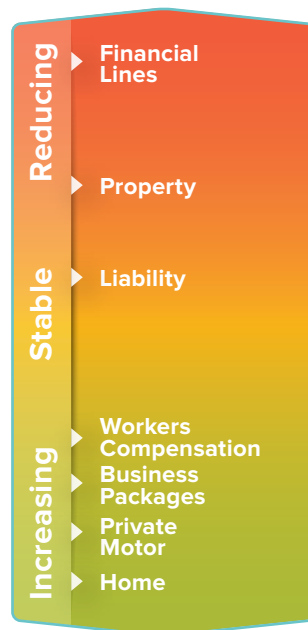 Reducing
Financial
Lines
Property
Stable
Liability
Increasing
Workers
Compensation
Business
Packages
Private
Motor
Home